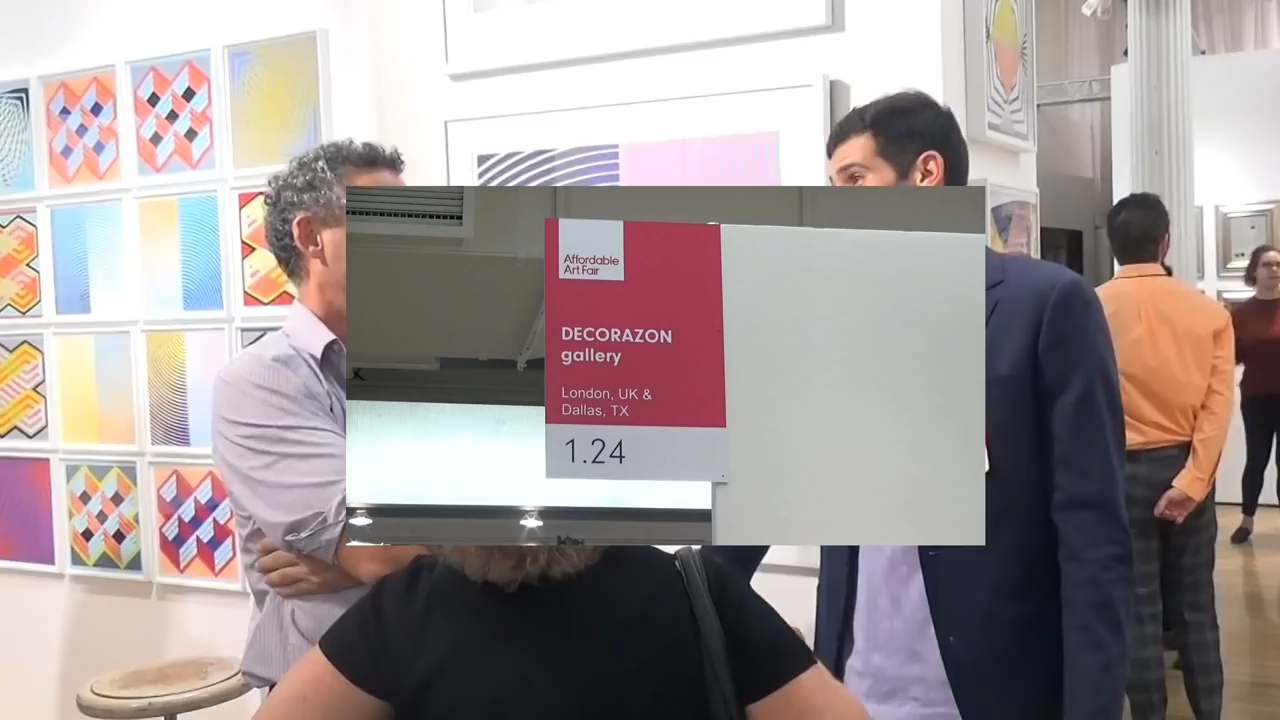 Affordable
Art Fair
DECORAZON
gallery
London, UK &
Dallas, TX
1.24